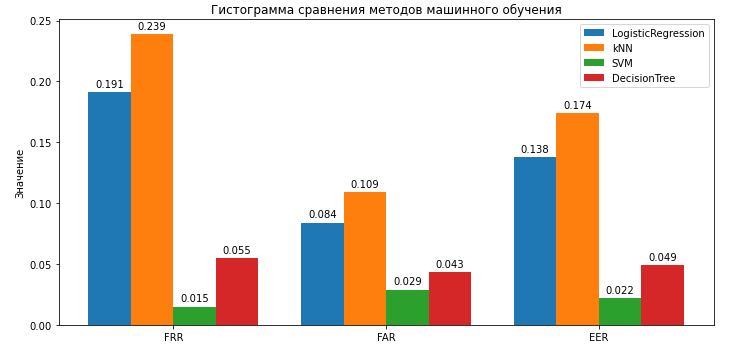 Гистограмма сравнения методов машинного обучения
0.25
0.20
0.15
0.10
0.05
0.00
Значение
LogisticRegression
kNN
SVM
DecisionTree
0.191
0.239
0.015
0.055
0.084
0.109
0.029
0.043
0.138
0.174
0.022
0.049
FRR
FAR
EER